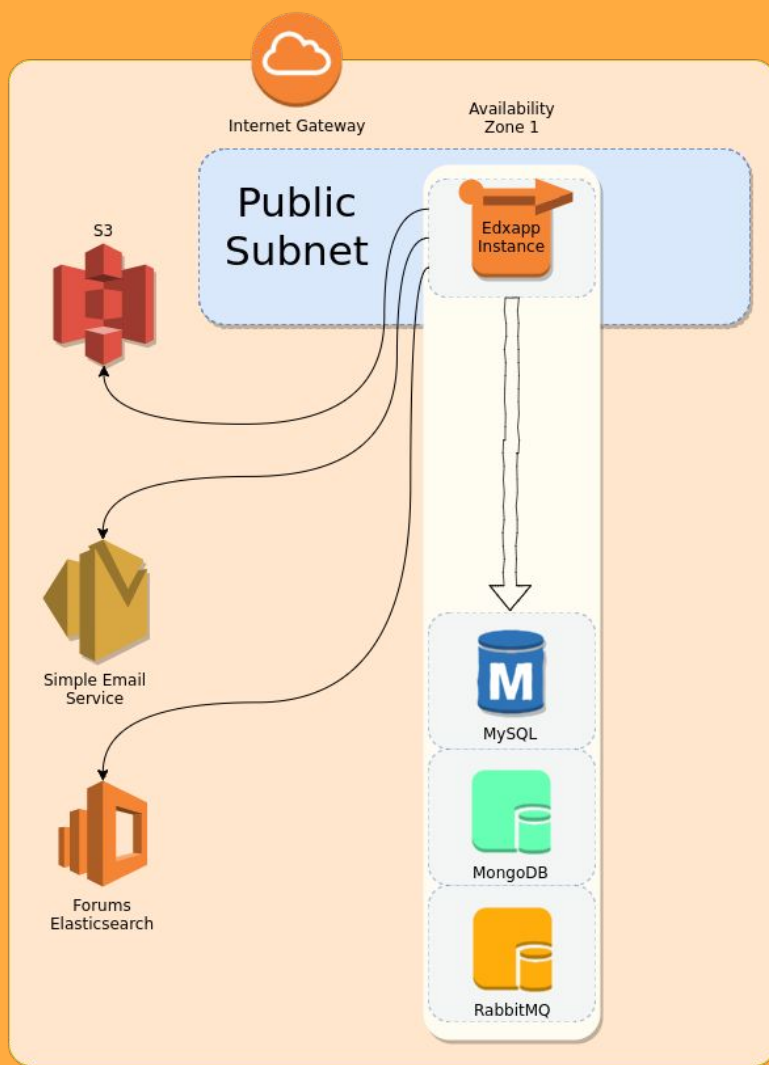 Internet Gateway
Availability
Zone 1
Public
Subnet
Edxapp
Instance
S3
Simple Email
Service
M
MySQL
MongoDB
Forums
Elasticsearch
RabbitMQ